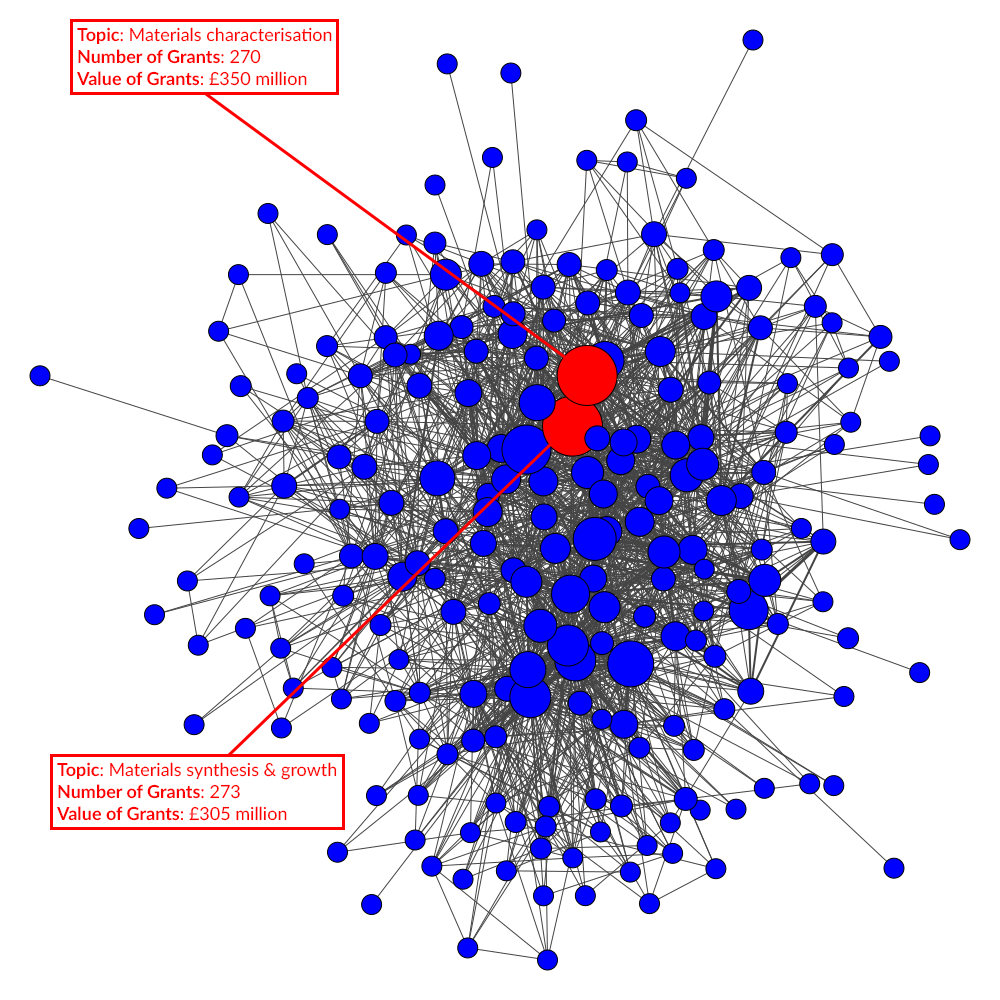 Topic: Materials characterisation
Number of Grants: 270
Value of Grants: £350 million
Topic: Materials synthesis & growth
Number of Grants: 273
Value of Grants: £305 million